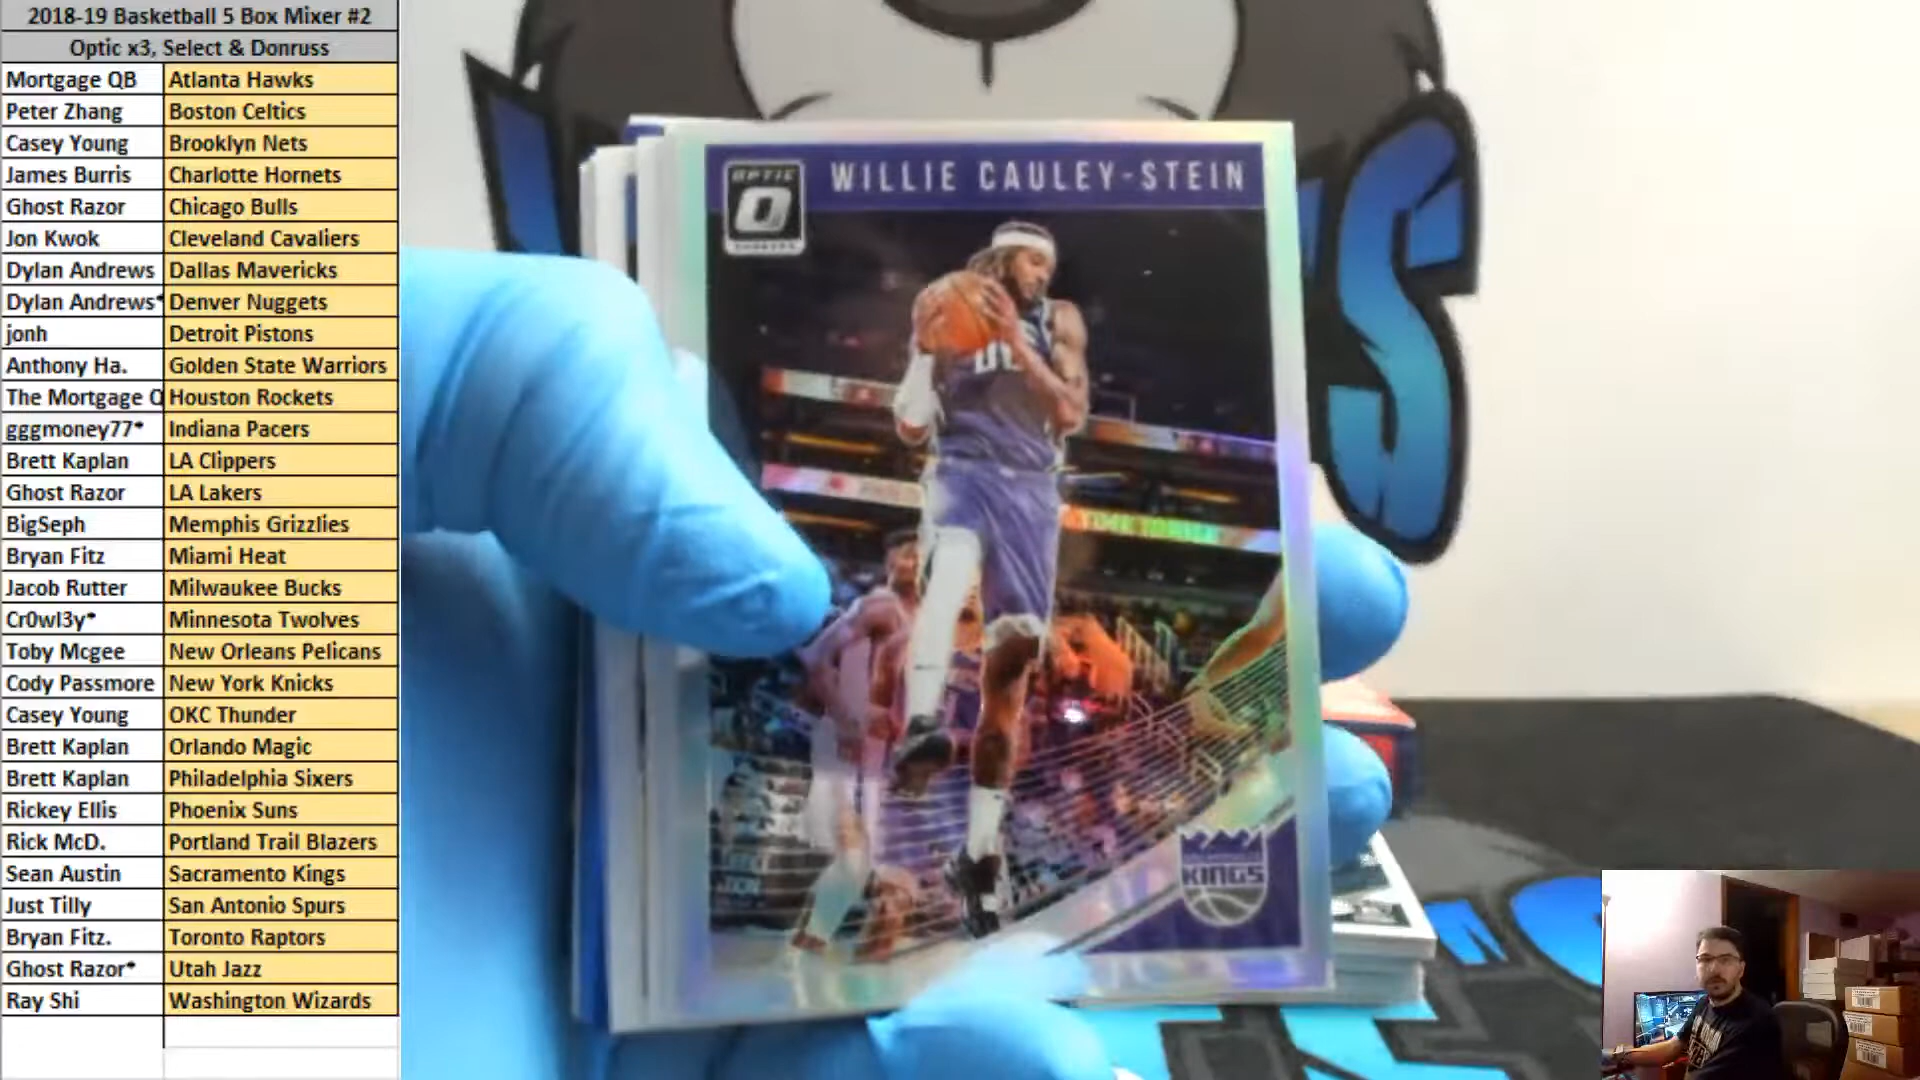 2018-19 Basketball 5 Box Mixer #2
Optic x3, Select & Donruss
Mortgage QB Atlanta Hawks
Peter Zhang Boston Celtics
Casey Young Brooklyn Nets
James Burris Charlotte Hornets
Ghost Razor Chicago Bulls
Jon Kwok Cleveland Cavaliers
Dylan Andrews Dallas Mavericks
Dylan Andrews* Denver Nuggets
jonh Detroit Pistons
Anthony Ha. Golden State Warriors
The Mortgage Q Houston Rockets
gggmoney77* Indiana Pacers
Brett Kaplan LA Clippers
Ghost Razor LA Lakers
BigSeph Memphis Grizzlies
Bryan Fitz Miami Heat
Jacob Rutter Milwaukee Bucks
Cr0wl3y* Minnesota Twolves
Toby Mcgee New Orleans Pelicans
Cody Passmore New York Knicks
Casey Young OKC Thunder
Brett Kaplan Orlando Magic
Brett Kaplan Philadelphia Sixers
Rickey Ellis Phoenix Suns
Rick McD. Portland Trail Blazers
Sean Austin Sacramento Kings
Just Tilly San Antonio Spurs
Bryan Fitz. Toronto Raptors
Ghost Razor* Utah Jazz
Ray Shi Washington Wizards
OPTIC
O
WILLIE CAULEY-STEIN
KINGS
'S